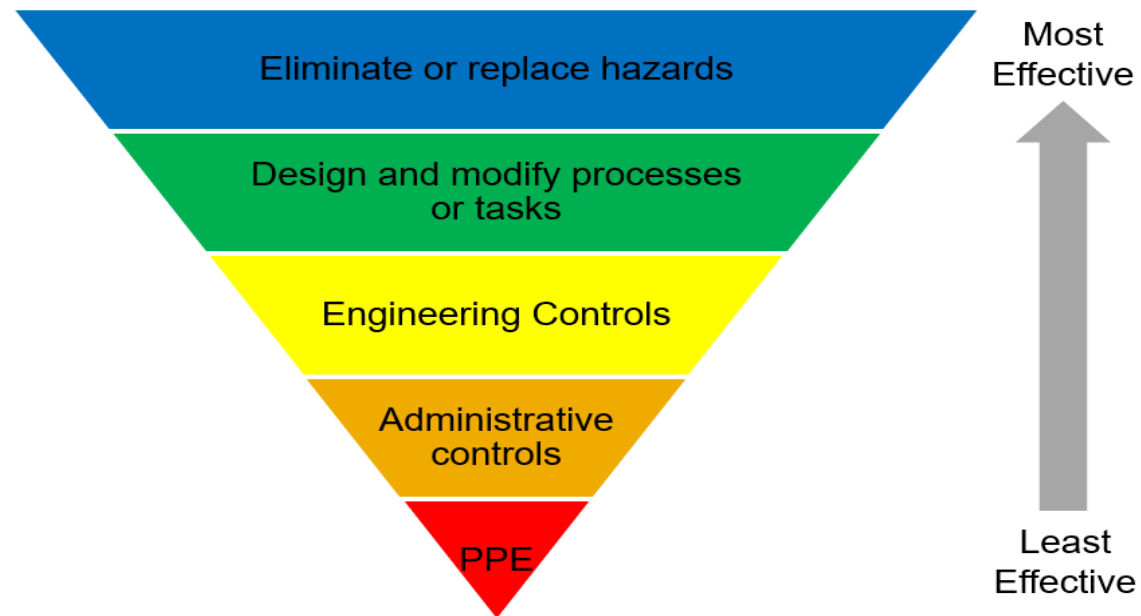 Eliminate or replace hazards
Most
Effective
Design and modify processes
or tasks
Engineering Controls
Administrative
controls
PPE
Least
Effective